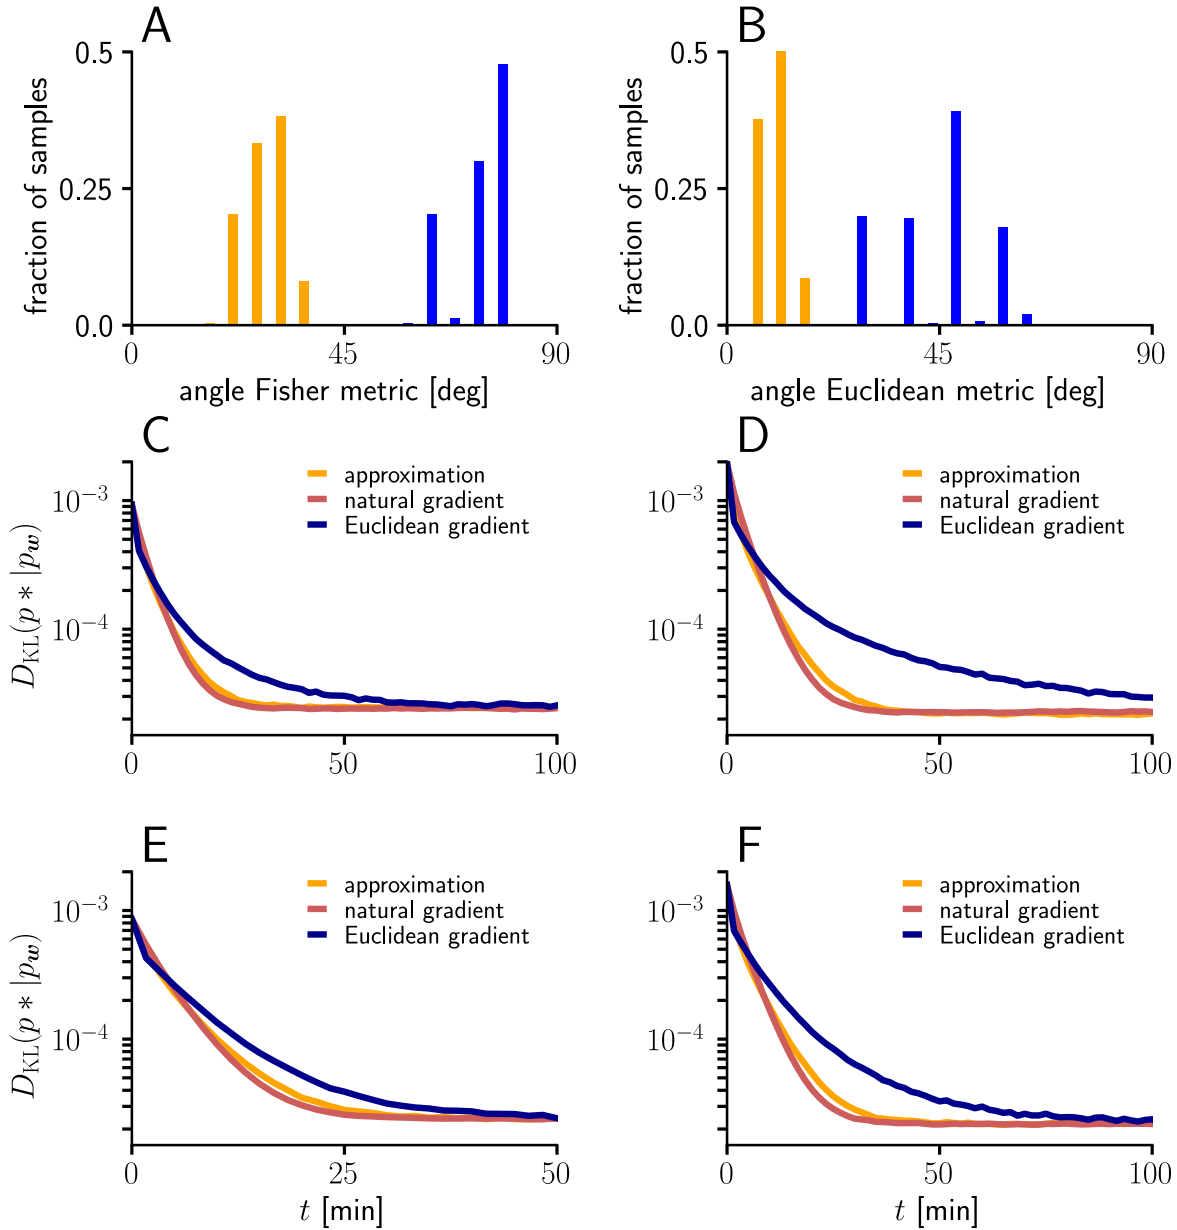 A
0.5
0.25
0.0
fraction of samples
0
45
90
angle Fisher metric [deg]
B
0.5
0.25
0.0
fraction of samples
0
45
90
angle Euclidean metric [deg]
C
approximation
natural gradient
Euclidean gradient
10⁻³
10⁻⁴
D_KL(p * |p_w)
0
50
100
D
approximation
natural gradient
Euclidean gradient
10⁻³
10⁻⁴
0
50
100
E
approximation
natural gradient
Euclidean gradient
10⁻³
10⁻⁴
D_KL(p * |p_w)
0
25
50
t [min]
F
approximation
natural gradient
Euclidean gradient
10⁻³
10⁻⁴
0
50
100
t [min]